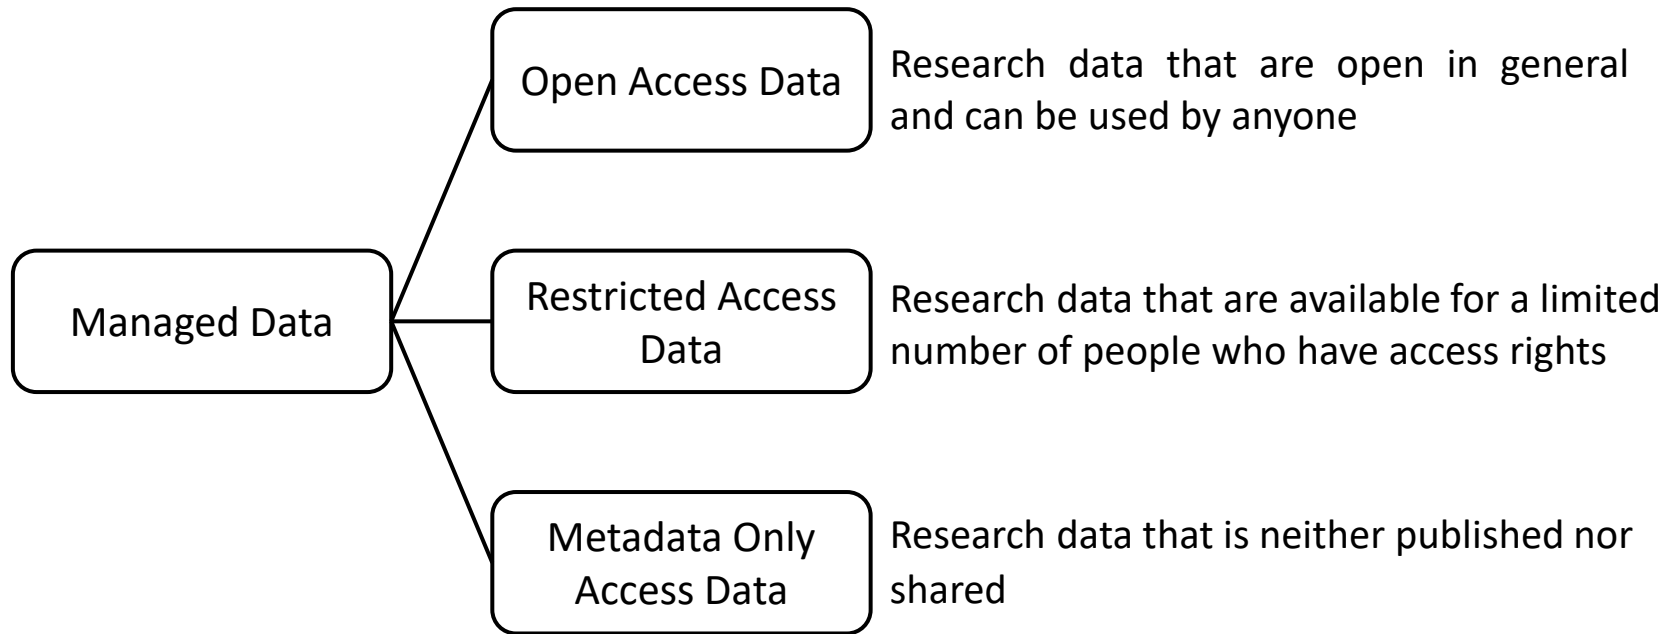 Open Access Data
Research data that are open in general
and can be used by anyone
Managed Data
Restricted Access
Data
Research data that are available for a limited
number of people who have access rights
Metadata Only
Access Data
Research data that is neither published nor
shared